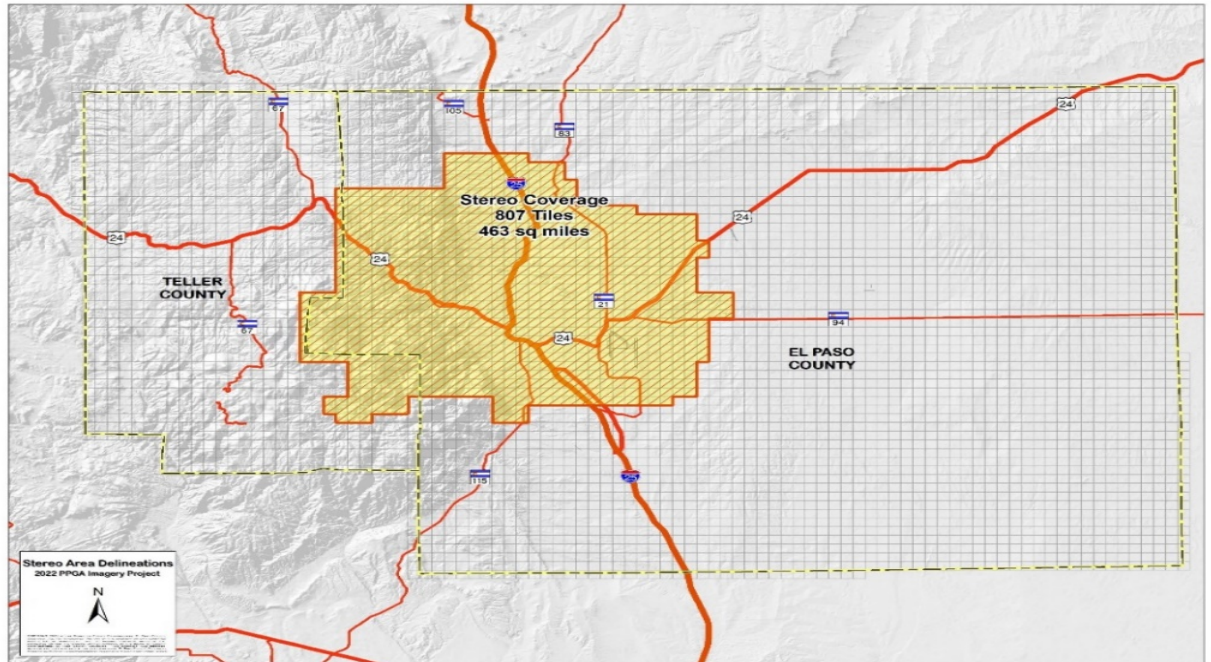 67
105
83
24
25
Stereo Coverage
807 Tiles
463 sq miles
24
24
24
TELLER
COUNTY
21
67
94
24
EL PASO
COUNTY
115
25
Stereo Area Delineations
2022 PPGA Imagery Project
N